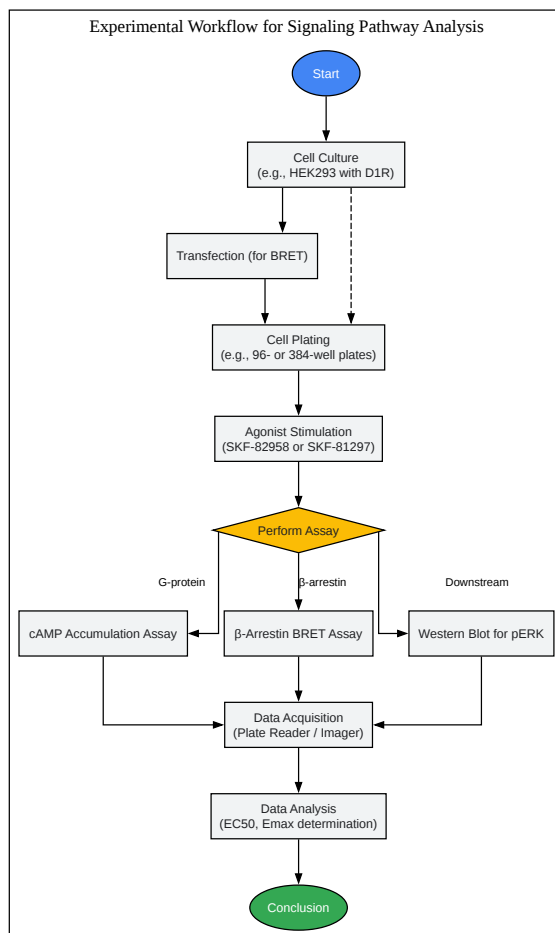 Experimental Workflow for Signaling Pathway Analysis
Start
Cell Culture
(e.g., HEK293 with D1R)
Transfection (for BRET)
Cell Plating
(e.g., 96- or 384-well plates)
Agonist Stimulation
(SKF-82958 or SKF-81297)
Perform Assay
G-protein
β-arrestin
Downstream
cAMP Accumulation Assay
β-Arrestin BRET Assay
Western Blot for pERK
Data Acquisition
(Plate Reader / Imager)
Data Analysis
(EC50, Emax determination)
Conclusion